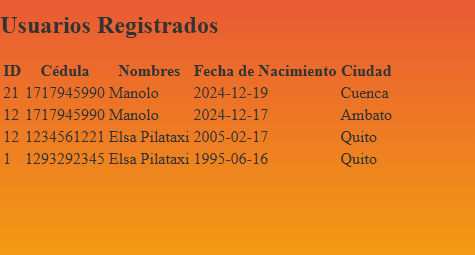 Usuarios Registrados
ID Cédula Nombres Fecha de Nacimiento Ciudad
21 1717945990 Manolo 2024-12-19 Cuenca
12 1717945990 Manolo 2024-12-17 Ambato
12 1234561221 Elsa Pilataxi 2005-02-17 Quito
1 1293292345 Elsa Pilataxi 1995-06-16 Quito